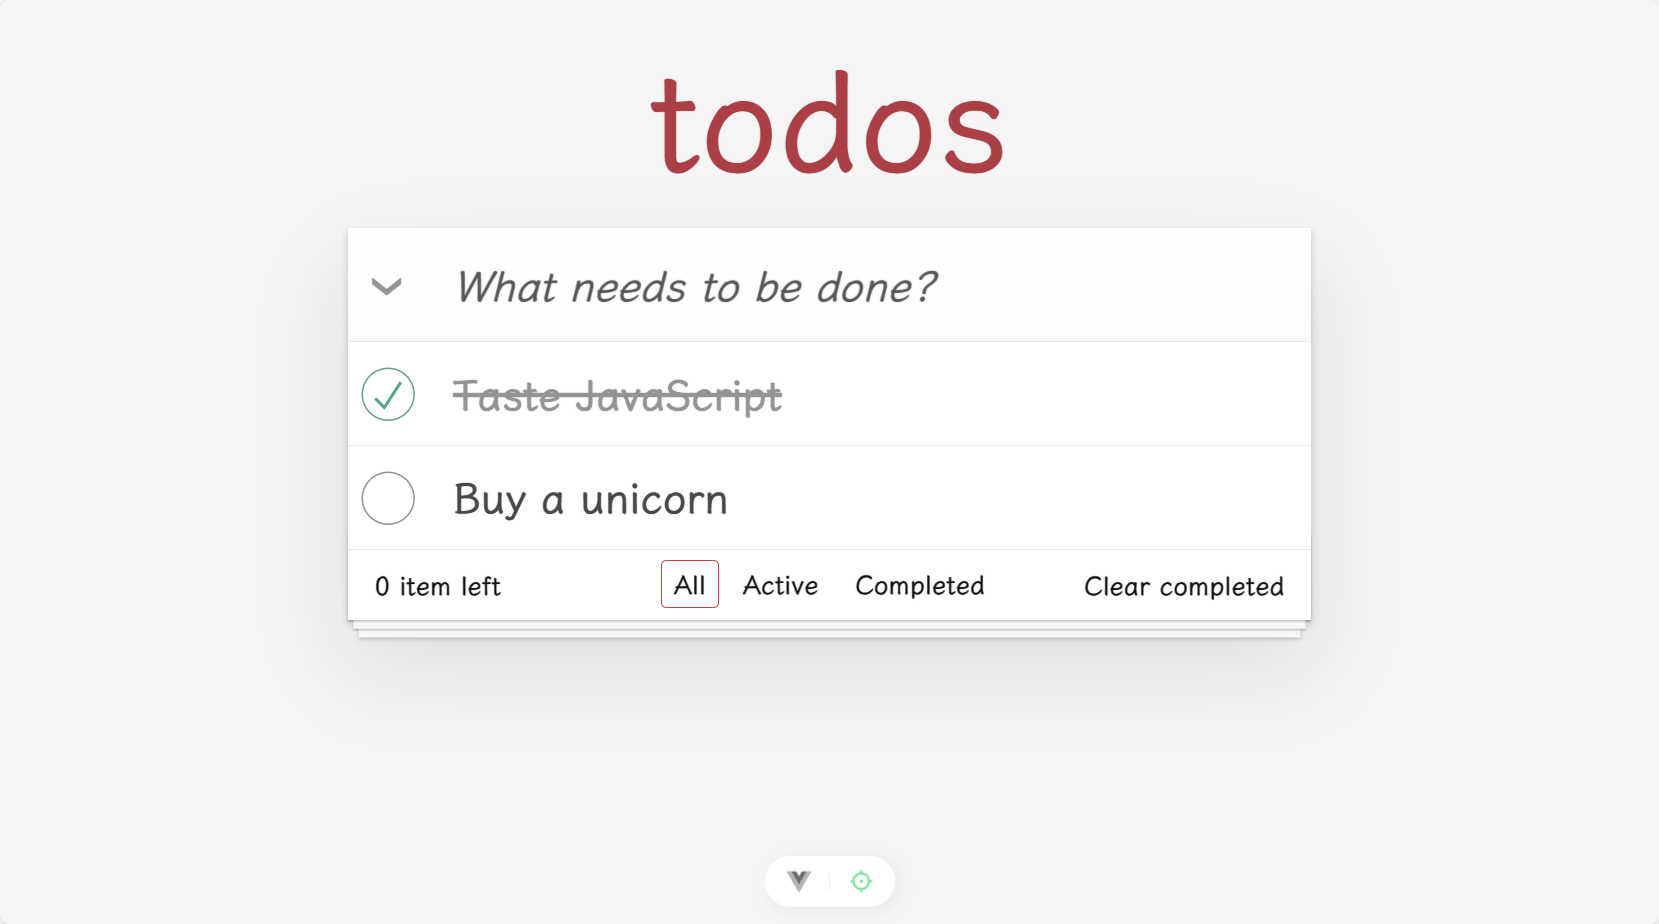 todos
What needs to be done?
Taste JavaScript
Buy a unicorn
0 item left All Active Completed Clear completed